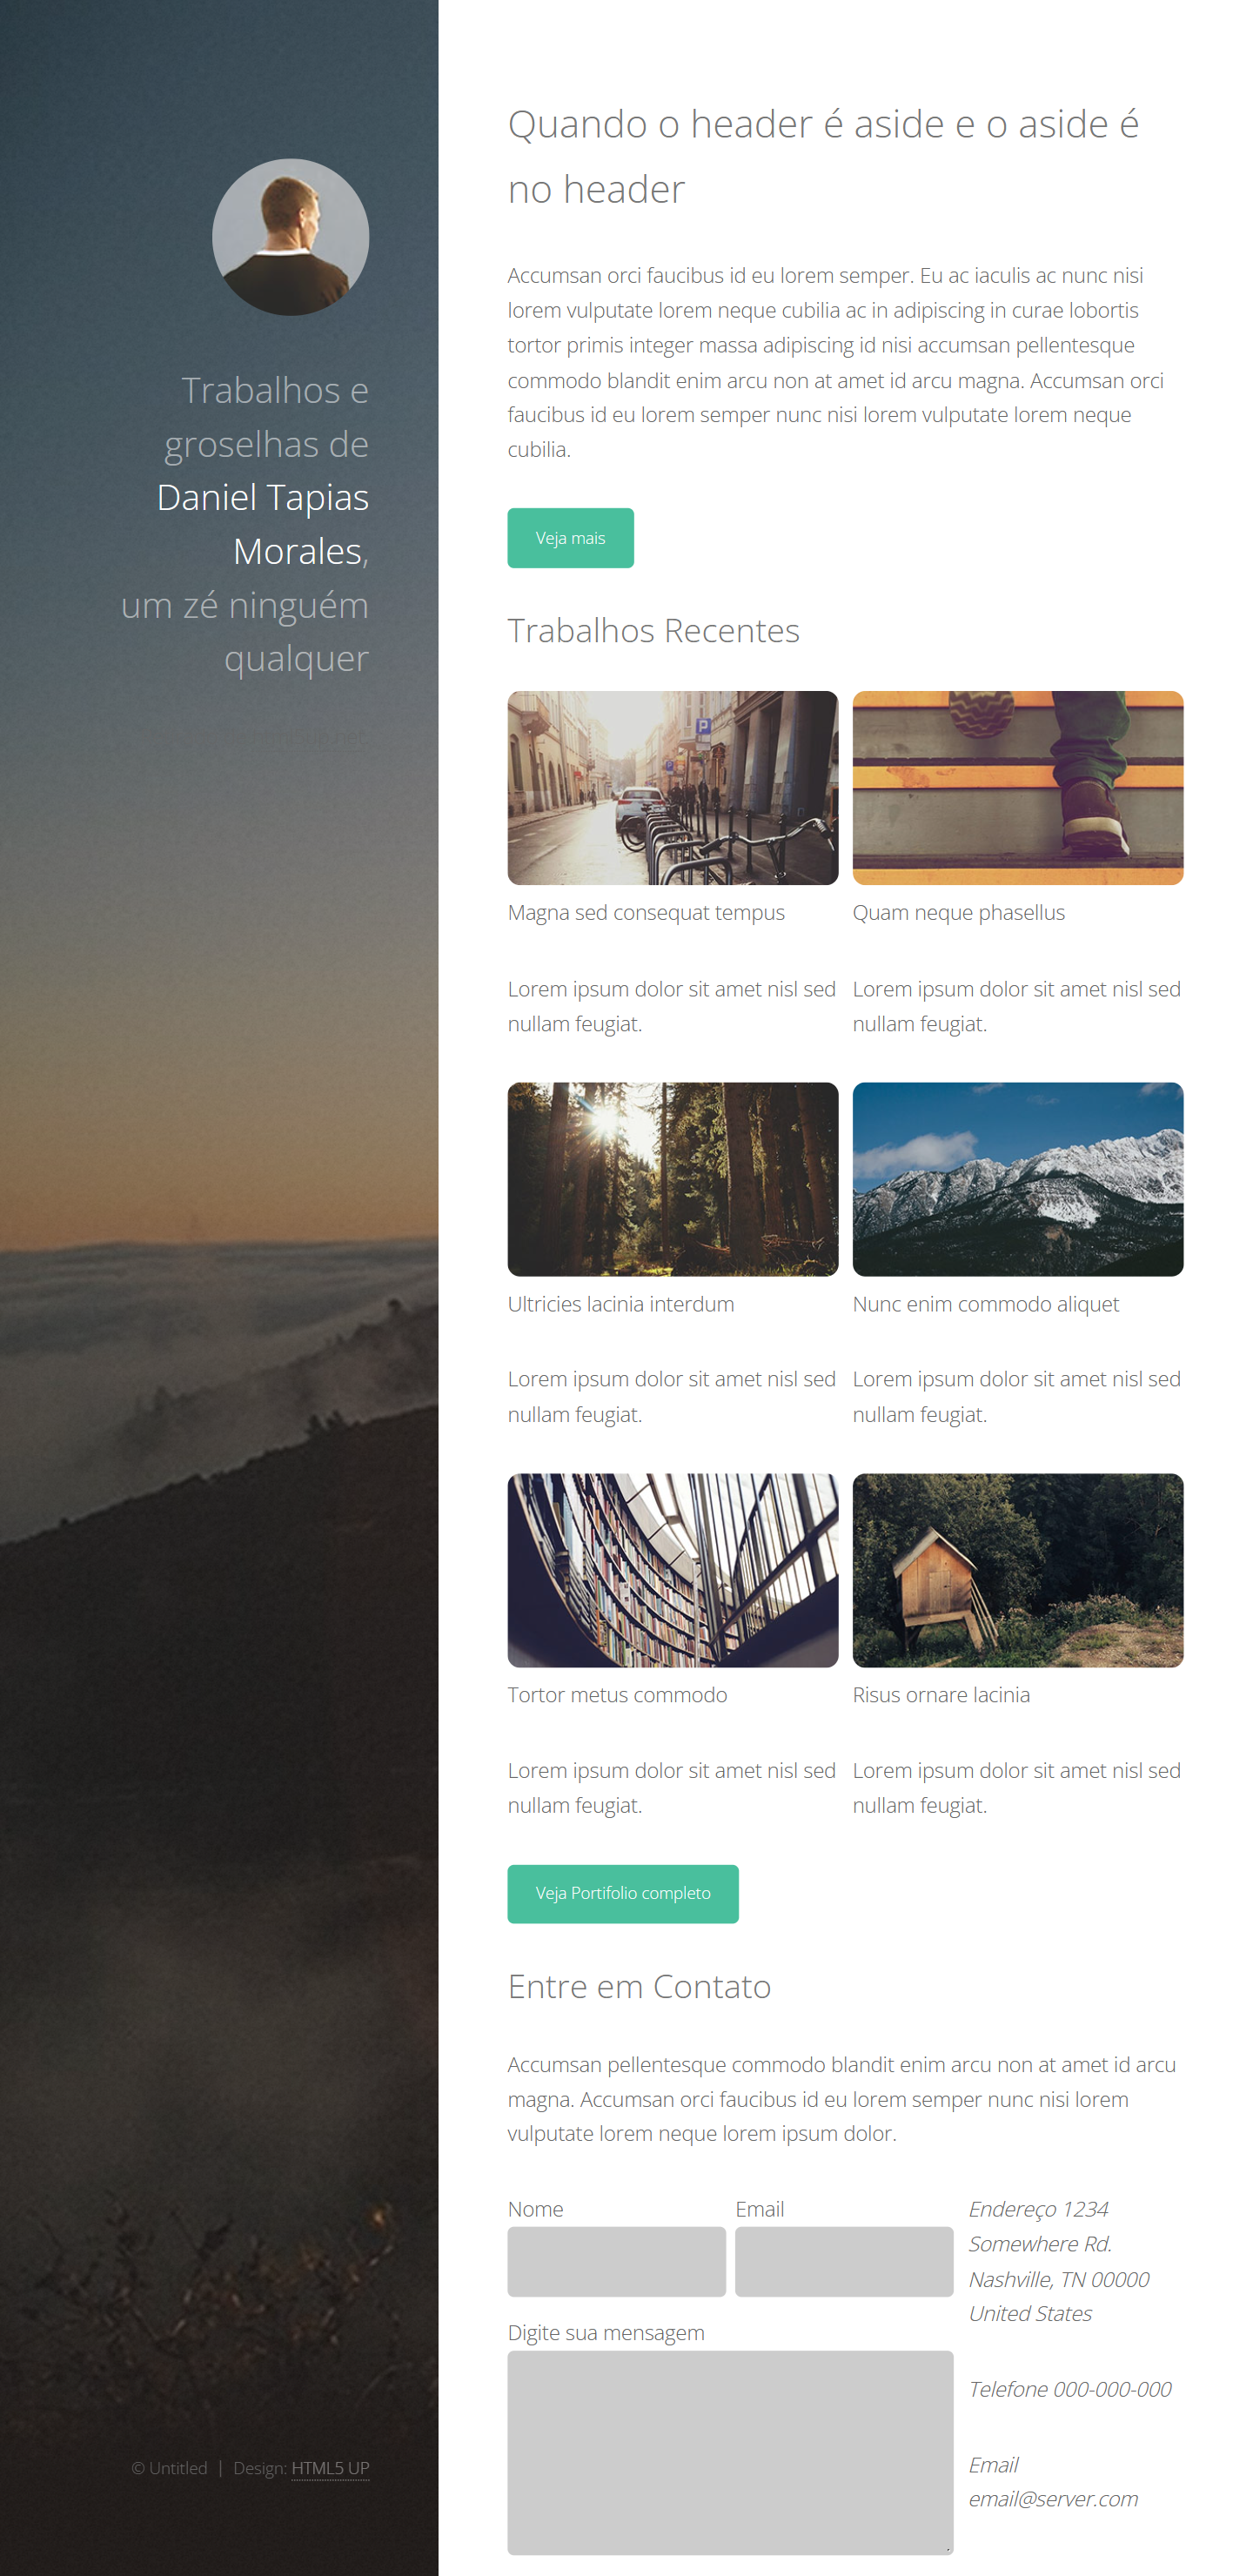 Trabalhos e
groselhas de
Daniel Tapias
Morales,
um zé ninguém
qualquer
© Untitled | Design: HTML5 UP
Quando o header é aside e o aside é
no header
Accumsan orci faucibus id eu lorem semper. Eu ac iaculis ac nunc nisi
lorem vulputate lorem neque cubilia ac in adipiscing in curae lobortis
tortor primis integer massa adipiscing id nisi accumsan pellentesque
commodo blandit enim arcu non at amet id arcu magna. Accumsan orci
faucibus id eu lorem semper nunc nisi lorem vulputate lorem neque
cubilia.
Veja mais
Trabalhos Recentes
P
Magna sed consequat tempus
Lorem ipsum dolor sit amet nisl sed
nullam feugiat.
Quam neque phasellus
Lorem ipsum dolor sit amet nisl sed
nullam feugiat.
Ultricies lacinia interdum
Lorem ipsum dolor sit amet nisl sed
nullam feugiat.
Nunc enim commodo aliquet
Lorem ipsum dolor sit amet nisl sed
nullam feugiat.
Tortor metus commodo
Lorem ipsum dolor sit amet nisl sed
nullam feugiat.
Risus ornare lacinia
Lorem ipsum dolor sit amet nisl sed
nullam feugiat.
Veja Portifolio completo
Entre em Contato
Accumsan pellentesque commodo blandit enim arcu non at amet id arcu
magna. Accumsan orci faucibus id eu lorem semper nunc nisi lorem
vulputate lorem neque lorem ipsum dolor.
Nome
Email
Digite sua mensagem
Endereço 1234
Somewhere Rd.
Nashville, TN 00000
United States
Telefone 000-000-000
Email
email@server.com